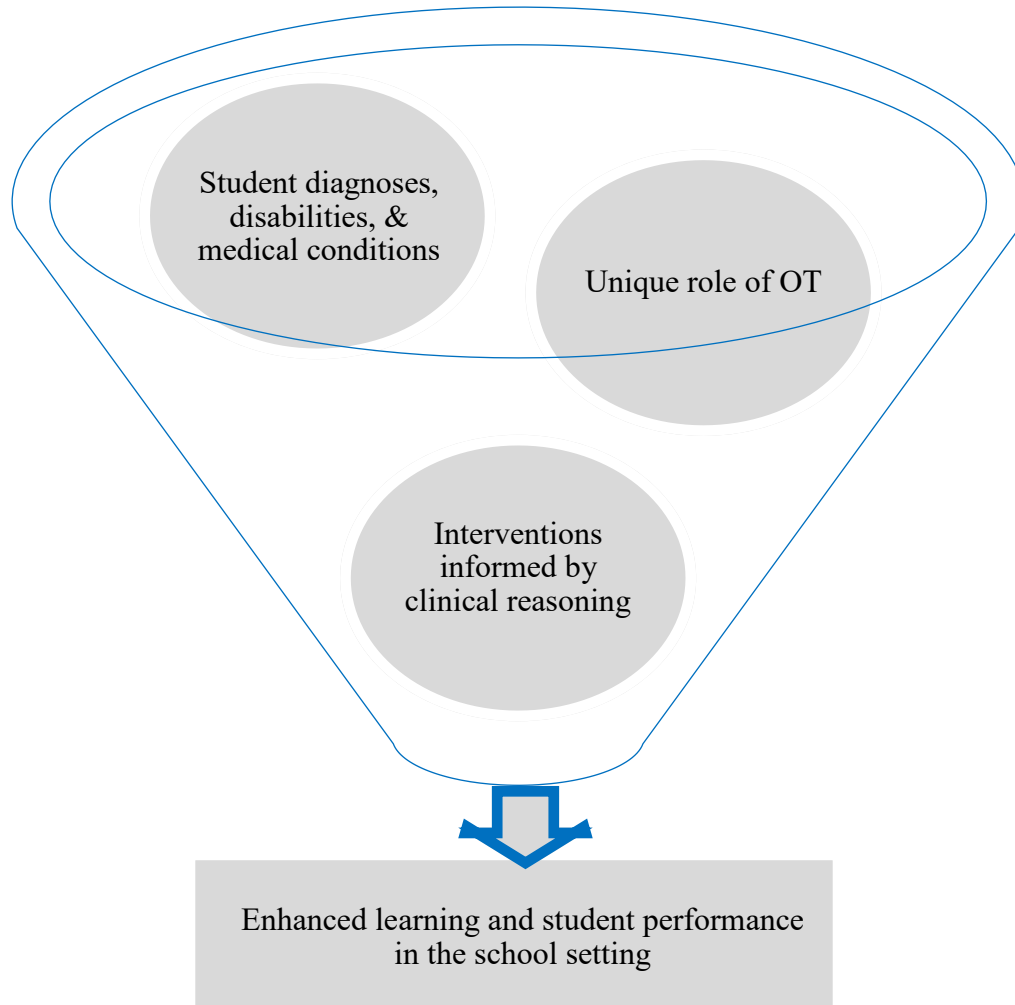 Student diagnoses,
disabilities, &
medical conditions
Unique role of OT
Interventions
informed by
clinical reasoning
Enhanced learning and student performance
in the school setting